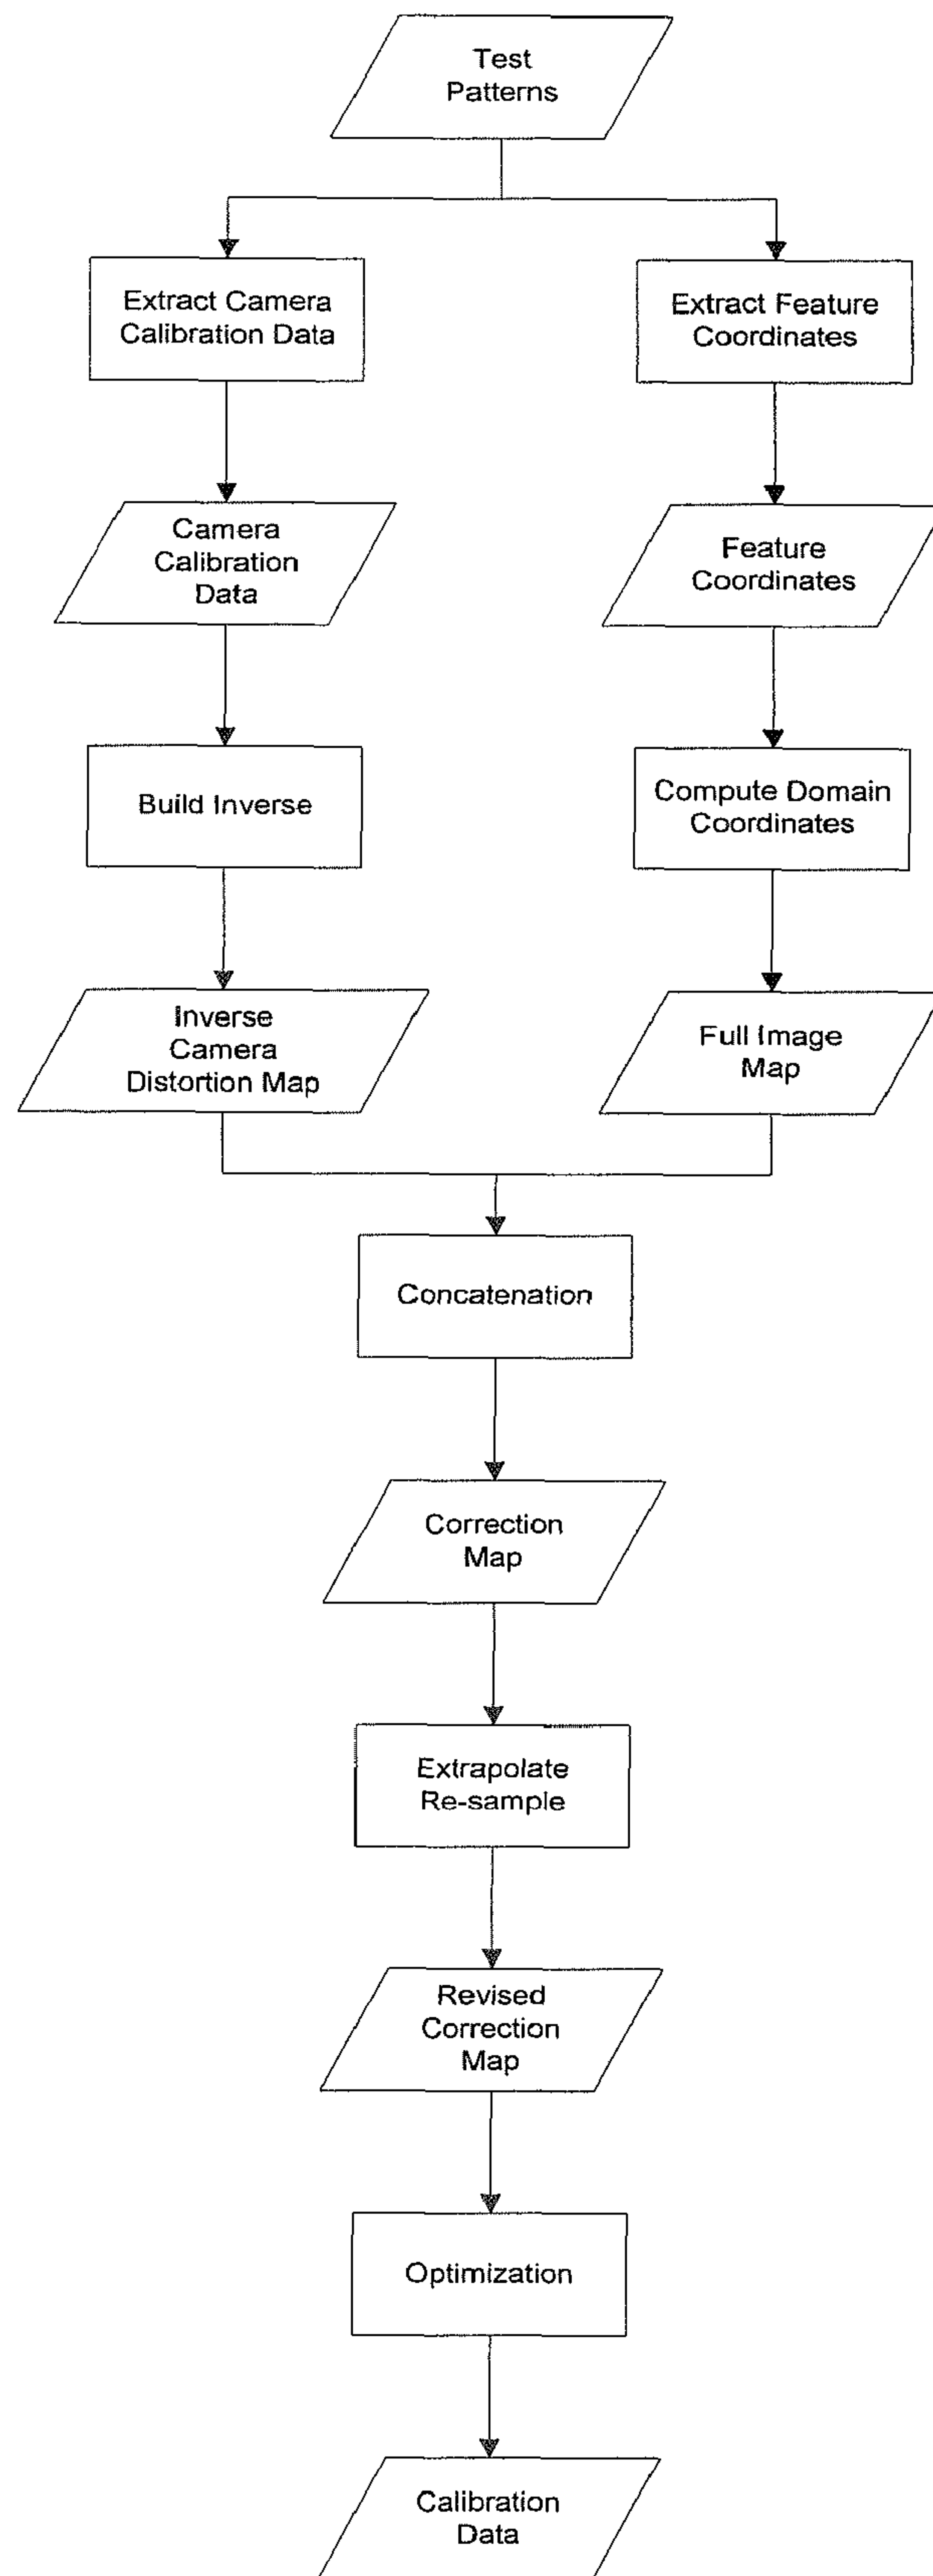 Test
Patterns
Extract Camera
Calibration Data
Extract Feature
Coordinates
Camera
Calibration
Data
Feature
Coordinates
Build Inverse
Compute Domain
Coordinates
Inverse
Camera
Distortion Map
Full Image
Map
Concatenation
Correction
Map
Extrapolate
Re-sample
Revised
Correction
Map
Optimization
Calibration
Data